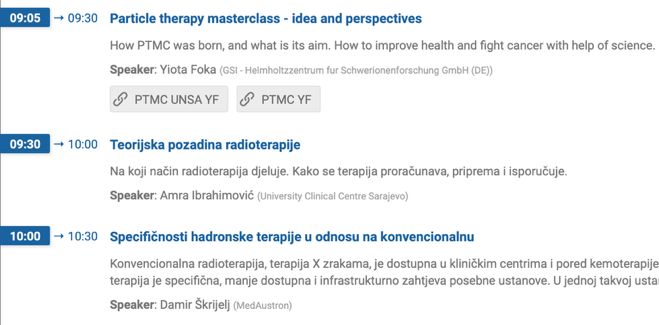 09:05 → 09:30 Particle therapy masterclass - idea and perspectives
How PTMC was born, and what is its aim. How to improve health and fight cancer with help of science.
Speaker: Yiota Foka (GSI - Helmholtzzentrum fur Schwerionenforschung GmbH (DE))
PTMC UNSA YF PTMC YF
09:30 → 10:00 Teorijska pozadina radioterapije
Na koji način radioterapija djeluje. Kako se terapija proračunava, priprema i isporučuje.
Speaker: Amra Ibrahimović (University Clinical Centre Sarajevo)
10:00 → 10:30 Specifičnosti hadronske terapije u odnosu na konvencionalnu
Konvencionalna radioterapija, terapija X zrakama, je dostupna u kliničkim centrima i pored kemoterapije
terapija je specifična, manje dostupna i infrastrukturno zahtjeva posebne ustanove. U jednoj takvoj
Speaker: Damir Škrijelj (MedAustron)